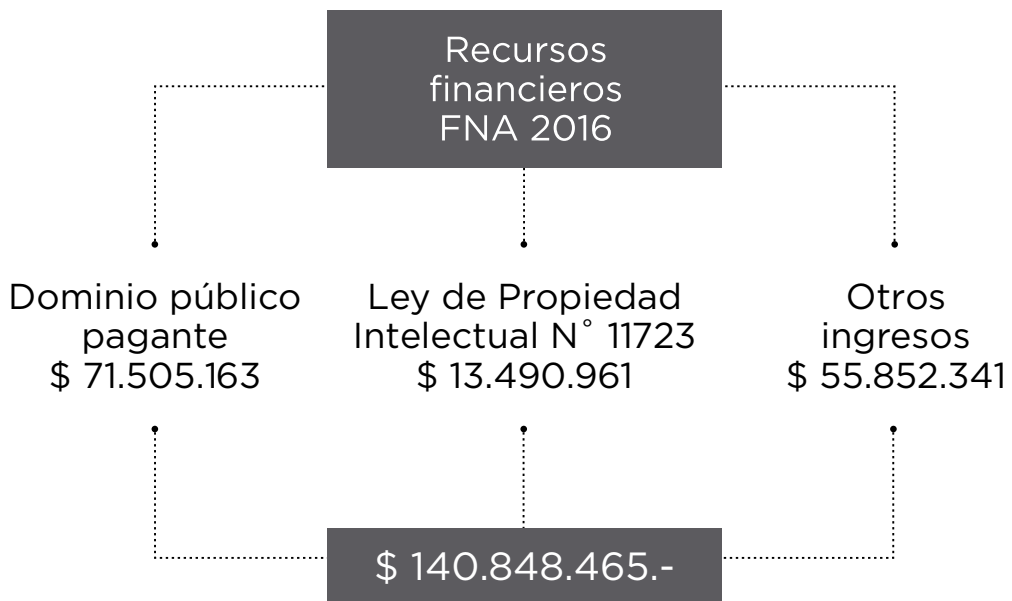 Recursos
financieros
FNA 2016
Dominio público
pagante
$ 71.505.163
Ley de Propiedad
Intelectual N° 11723
$ 13.490.961
Otros
ingresos
$ 55.852.341
$ 140.848.465.-